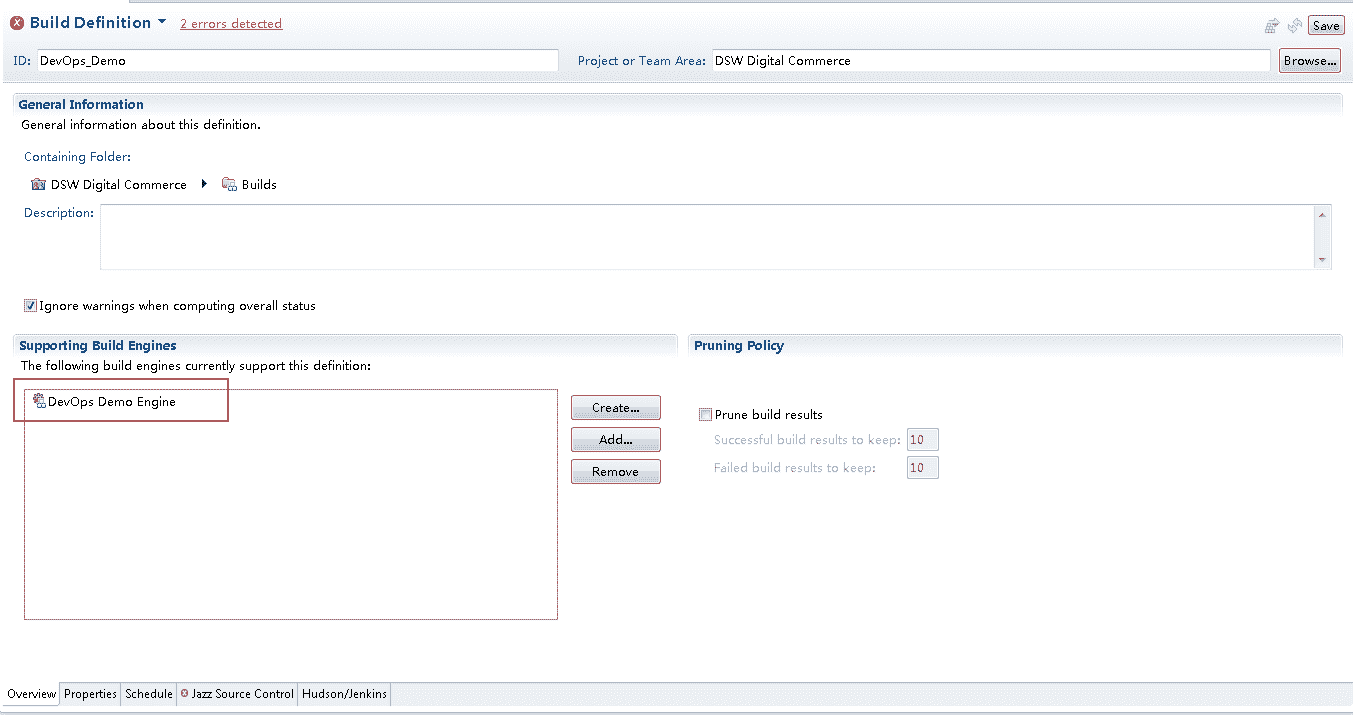 Build Definition 2 errors detected
Save
ID: DevOps_Demo Project or Team Area: DSW Digital Commerce Browse...
General Information
General information about this definition.
Containing Folder:
DSW Digital Commerce Builds
Description:
Ignore warnings when computing overall status
Supporting Build Engines
The following build engines currently support this definition:
DevOps Demo Engine
Create...
Add...
Remove
Pruning Policy
Prune build results
Successful build results to keep: 10
Failed build results to keep: 10
Overview Properties Schedule Jazz Source Control Hudson/Jenkins